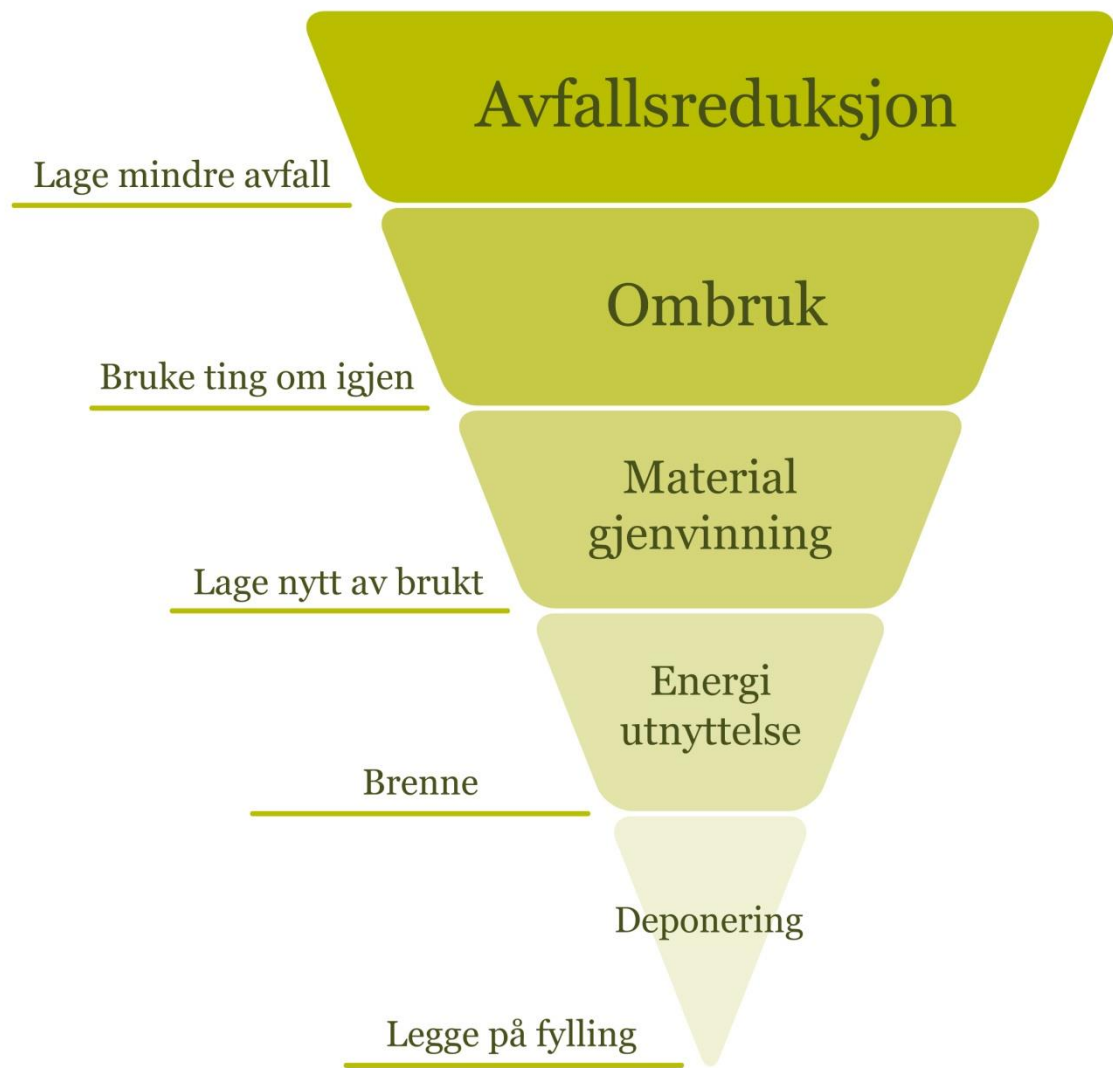 Avfallsreduksjon
Lage mindre avfall
Ombruk
Bruke ting om igjen
Material
gjenvinning
Lage nytt av brukt
Energi
utnyttelse
Brenne
Deponering
Legge på fylling